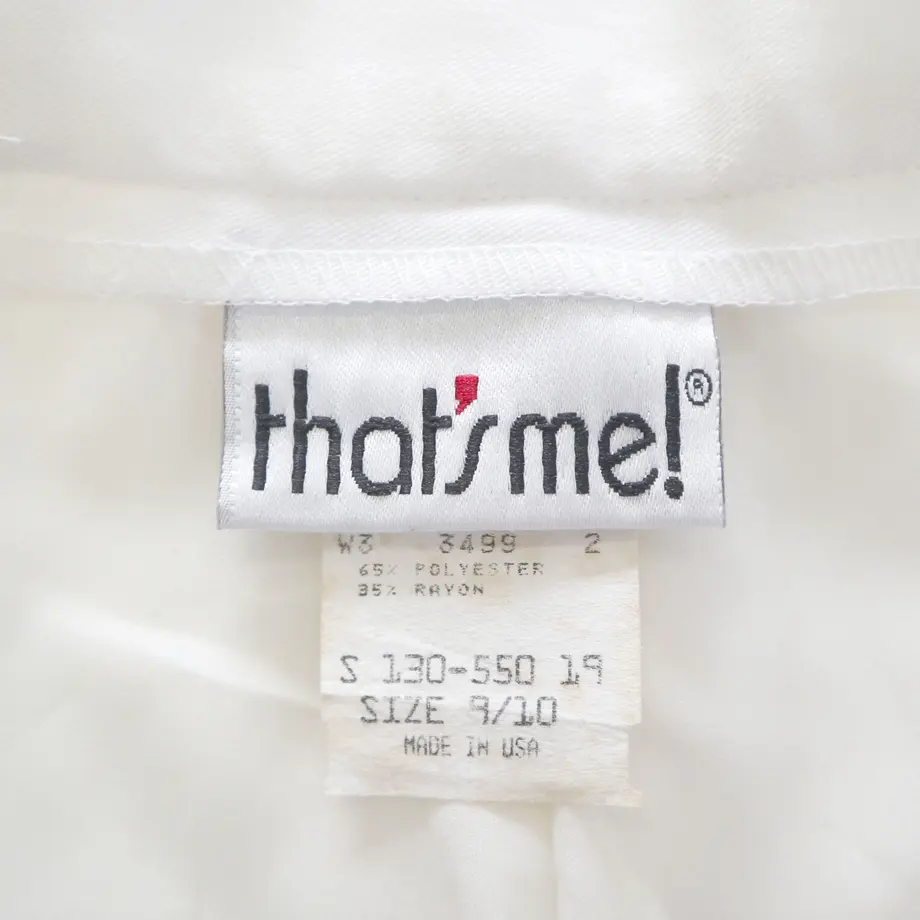 that's me!®
W3 3499 2
65% POLYESTER
35% RAYON
S 130-550 19
SIZE 9/10
MADE IN USA